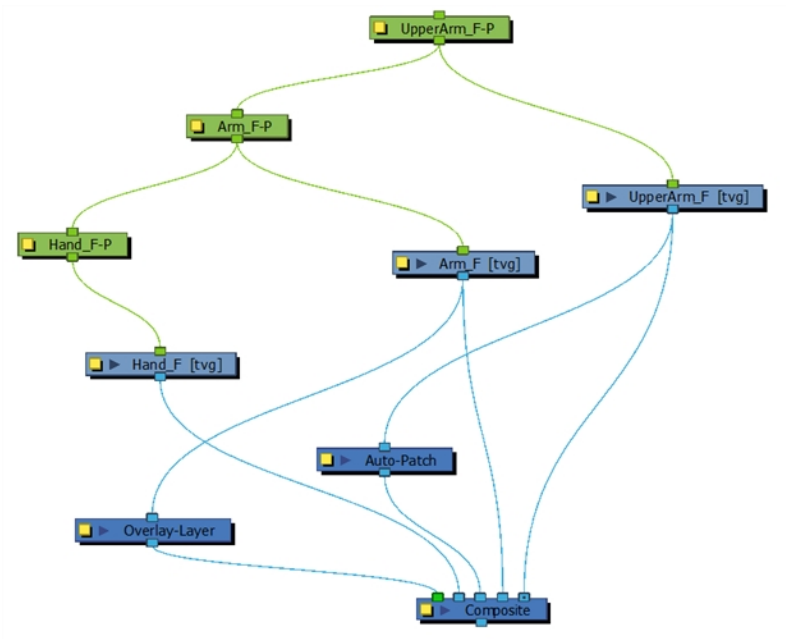 UpperArm_F-P
Arm_F-P
UpperArm_F [tvg]
Hand_F-P
Arm_F [tvg]
Hand_F [tvg]
Auto-Patch
Overlay-Layer
Composite